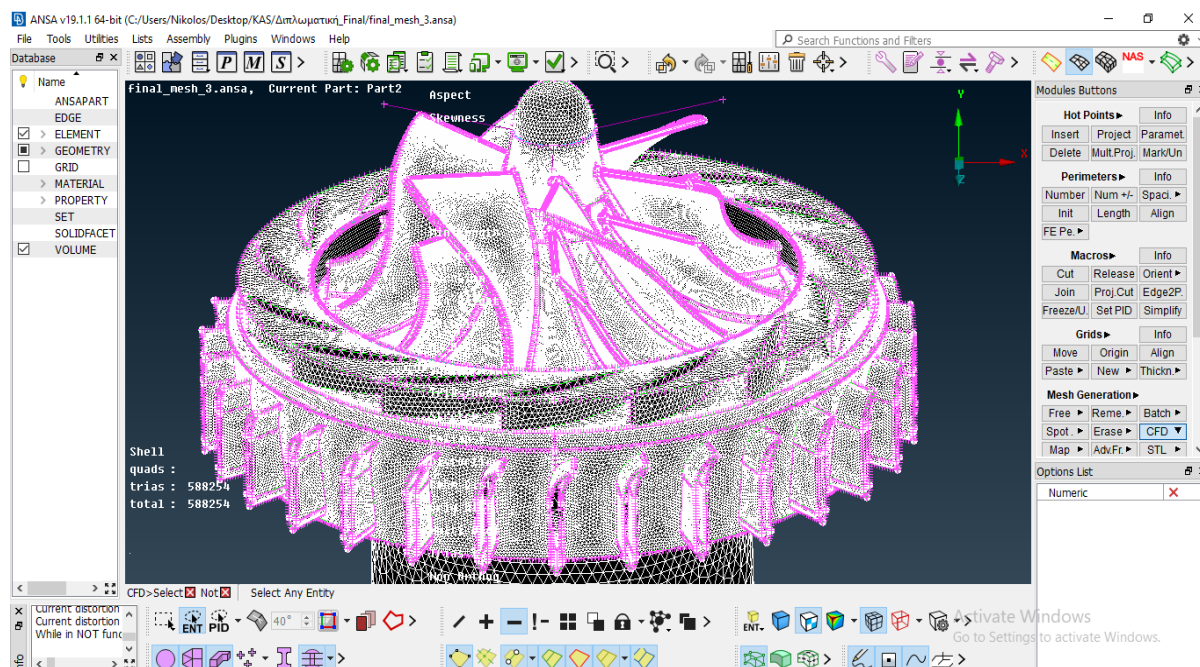 ANSA v19.1.1 64-bit (C:/Users/Nikolos/Desktop/KAS/Διπλωματική_Final/final_mesh_3.ansa)
File Tools Utilities Lists Assembly Plugins Windows Help
Search Functions and Filters
Database
P M S
NAS
Name
ANSAPART
EDGE
ELEMENT
GEOMETRY
GRID
MATERIAL
PROPERTY
SET
SOLIDFACET
VOLUME
final_mesh_3.ansa, Current Part: Part2
Aspect
Skewness
Y
X
Z
Shell
quads :
trias : 588254
total : 588254
Modules Buttons
Hot Points Info
Insert Project Paramet.
Delete Mult.Proj. Mark/Un
Perimeters Info
Number Num +/- Spaci.
Init Length Align
FE Pe.
Macros Info
Cut Release Orient
Join Proj.Cut Edge2P.
Freeze/U. Set PID Simplify
Grids Info
Move Origin Align
Paste New Thickn.
Mesh Generation
Free Reme. Batch
Spot . Erase CFD
Map Adv.Fr. STL
Options List
Numeric
CFD>Select Not Select Any Entity
Current distortion
Current distortion
While in NOT func
ENT PID 40°
ENT.
Activate Windows
Go to Settings to activate Windows.